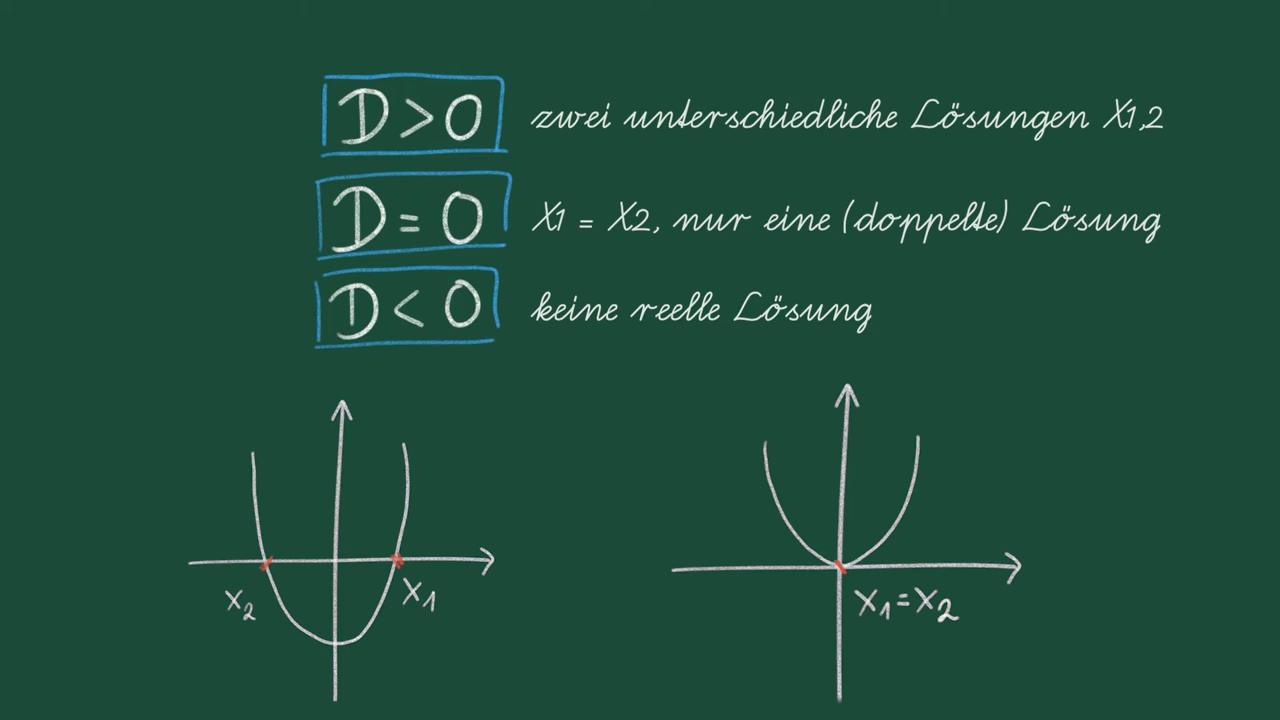 D > 0 zwei unterschiedliche Lösungen X1,2
D = 0 X1 = X2, nur eine (doppelte) Lösung
D < 0 keine reelle Lösung
x₂ x₁
x₁=x₂